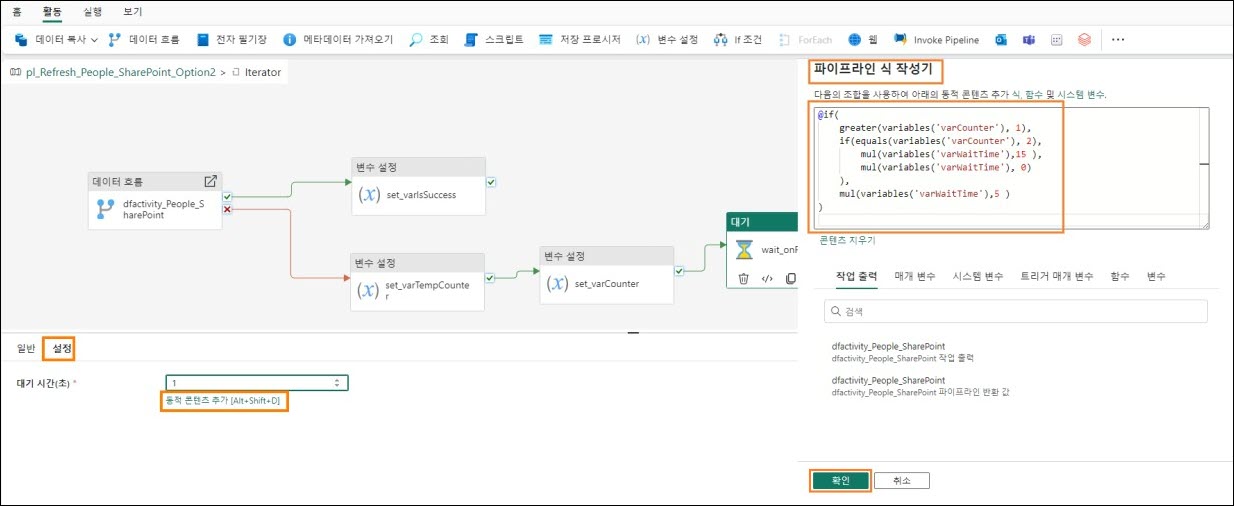 홈 활동 실행 보기
데이터 복사 데이터 흐름 전자 필기장 메타데이터 가져오기 조회 스크립트 저장 프로시저 (x) 변수 설정 If 조건 ForEach 웹 Invoke Pipeline ...
pl_Refresh_People_SharePoint_Option2 > Iterator
데이터 흐름
dfactivity_People_S
harePoint
변수 설정
(x) set_varIsSuccess
변수 설정
(x) set_varTempCounte
r
변수 설정
(x) set_varCounter
대기
wait_onF
</>
일반 설정
대기 시간(초) *
1
동적 콘텐츠 추가 [Alt+Shift+D]
파이프라인 식 작성기
다음의 조합을 사용하여 아래의 동적 콘텐츠 추가 식, 함수 및 시스템 변수.
@if(
greater(variables('varCounter'), 1),
if(equals(variables('varCounter'), 2),
mul(variables('varWaitTime'),15 ),
mul(variables('varWaitTime'), 0)
),
mul(variables('varWaitTime'),5 )
)
콘텐츠 지우기
작업 출력 매개 변수 시스템 변수 트리거 매개 변수 함수 변수
검색
dfactivity_People_SharePoint
dfactivity_People_SharePoint 작업 출력
dfactivity_People_SharePoint
dfactivity_People_SharePoint 파이프라인 반환 값
확인 취소